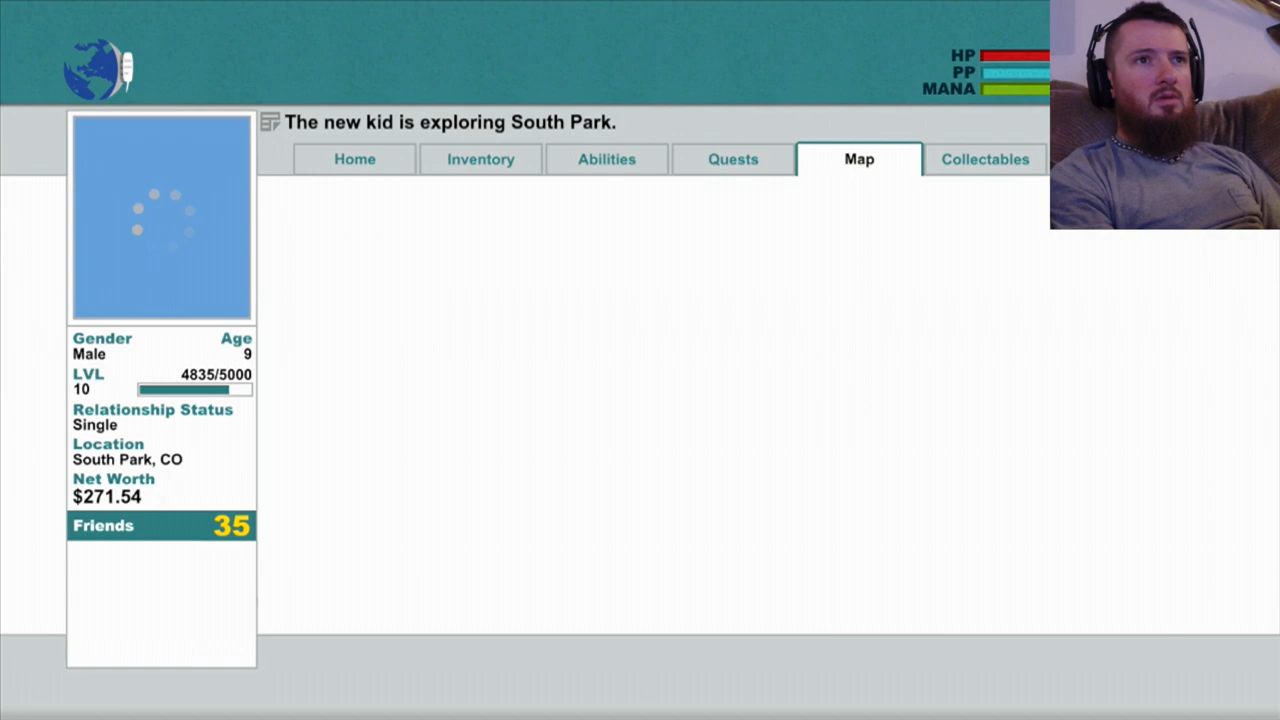 HP
PP
MANA
The new kid is exploring South Park.
Home Inventory Abilities Quests Map Collectables
Gender Age
Male 9
LVL 4835/5000
10
Relationship Status
Single
Location
South Park, CO
Net Worth
$271.54
Friends 35